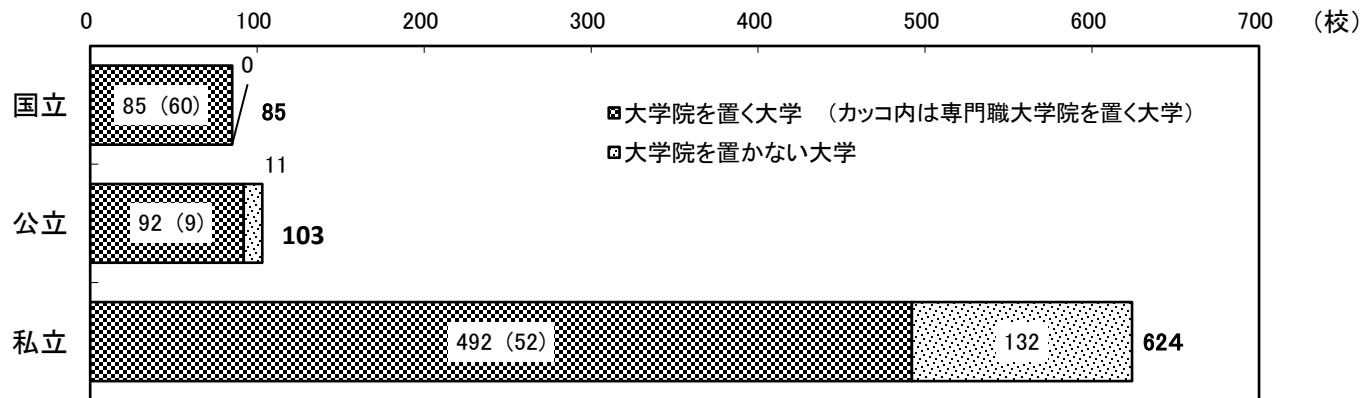 0 100 200 300 400 500 600 700 (校)
0
国立 85 (60) 85
■大学院を置く大学 (カッコ内は専門職大学院を置く大学)
□大学院を置かない大学
11
公立 92 (9) 103
私立 492 (52) 132 624